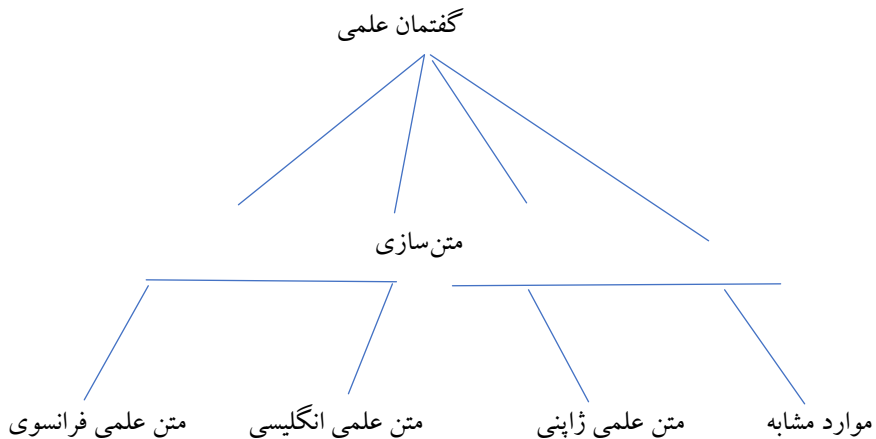 گفتمان علمی
متن‌سازی
موارد مشابه
متن علمی ژاپنی
متن علمی انگلیسی
متن علمی فرانسوی